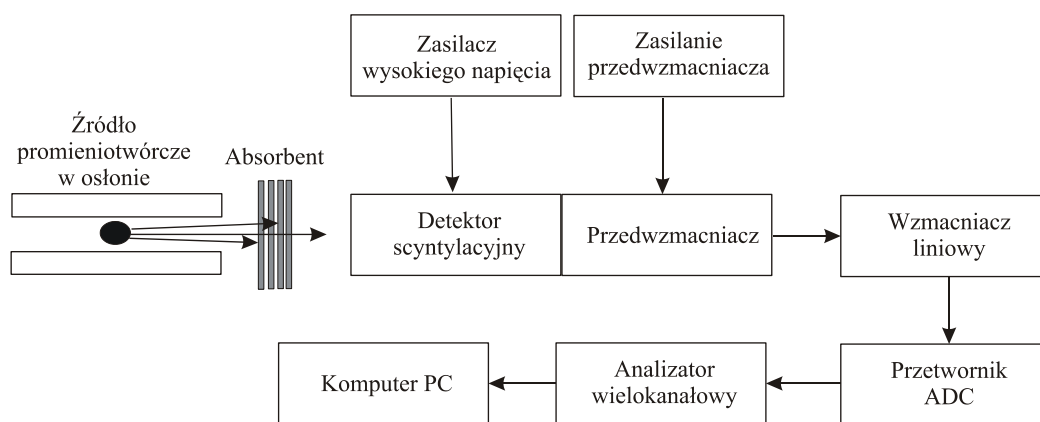 Zasilacz
wysokiego napięcia
Zasilanie
przedwzmacniacza
Źródło
promieniotwórcze
w osłonie
Absorbent
Detektor
scyntylacyjny
Przedwzmacniacz
Wzmacniacz
liniowy
Komputer PC
Analizator
wielokanałowy
Przetwornik
ADC